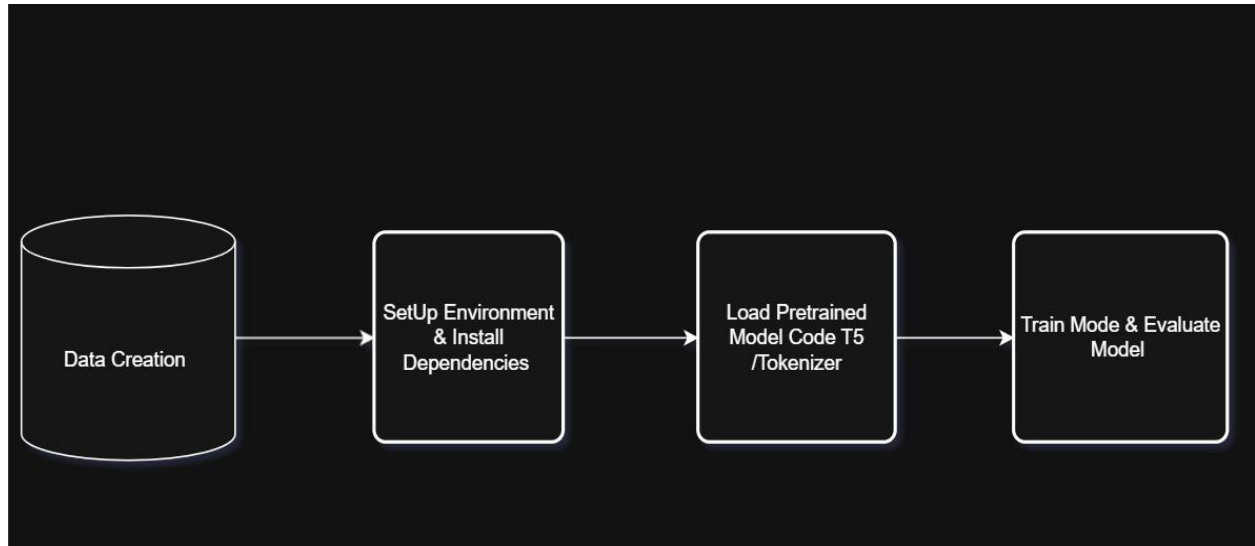 Data Creation
SetUp Environment
& Install
Dependencies
Load Pretrained
Model Code T5
/Tokenizer
Train Mode & Evaluate
Model